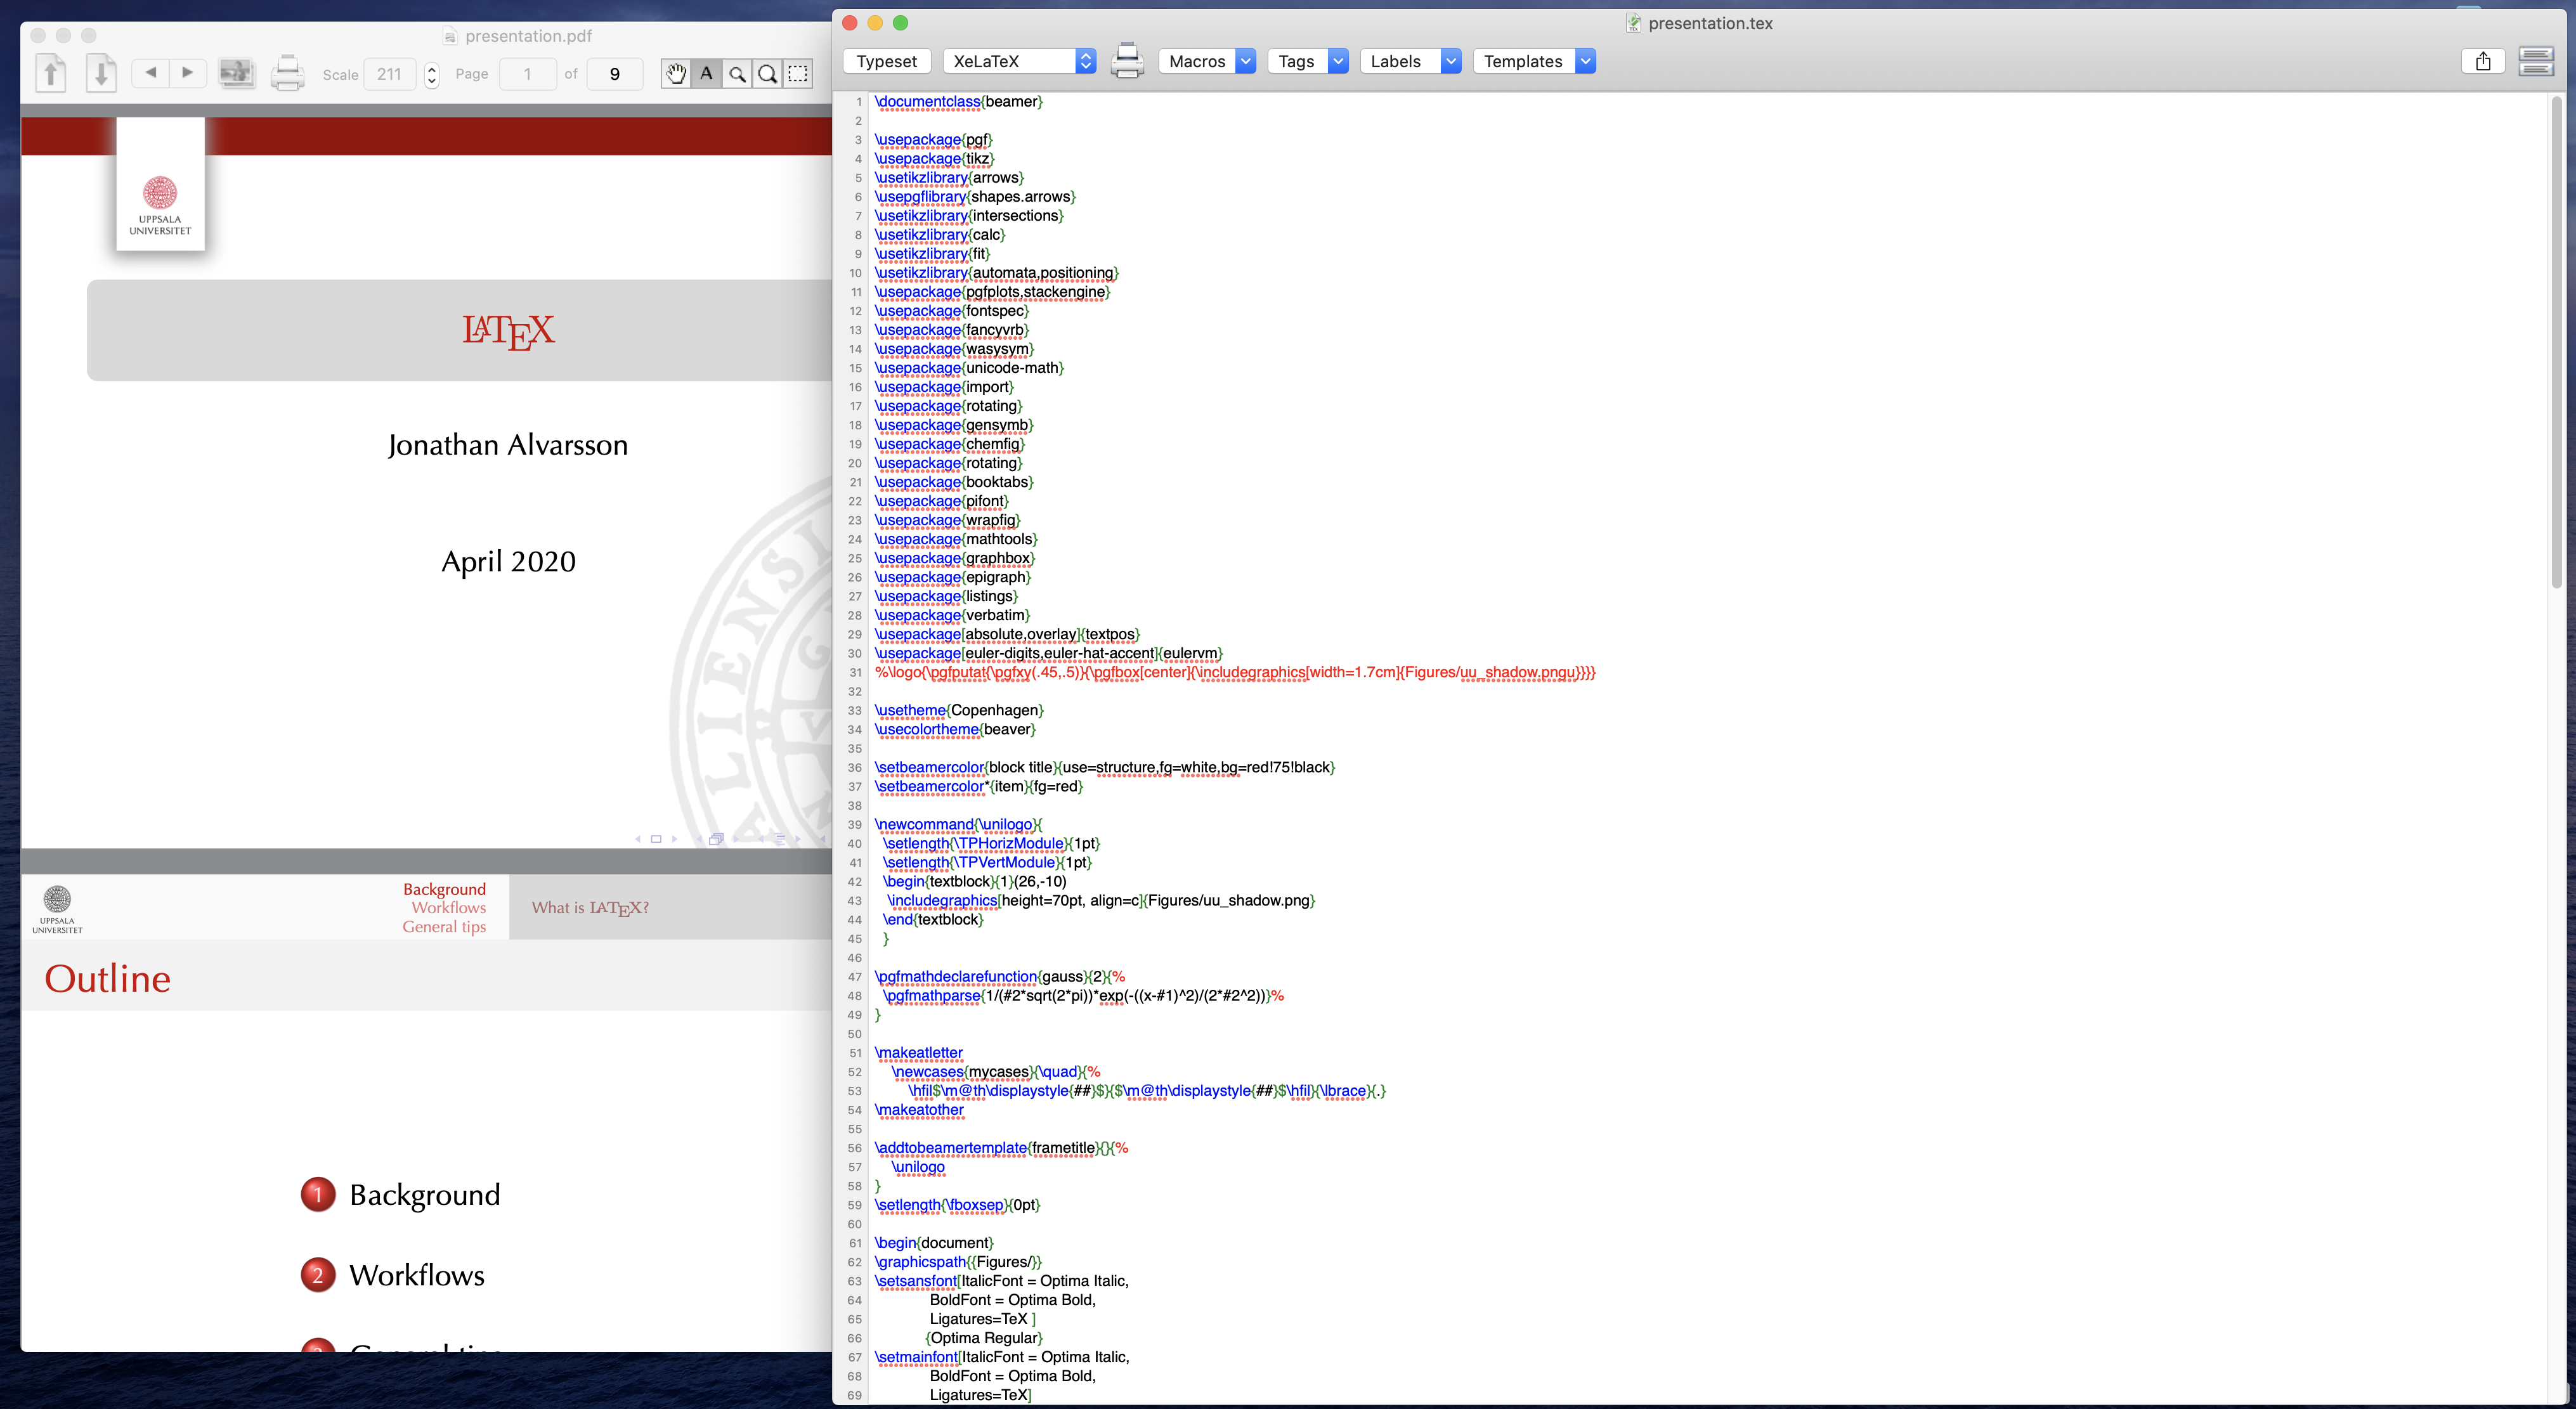 presentation.pdf
Scale 211 Page 1 of 9
A
UPPSALA
UNIVERSITET
LATEX
Jonathan Alvarsson
April 2020
UPPSALA
UNIVERSITET
Background
Workflows
General tips
What is LATEX?
Outline
1 Background
2 Workflows
presentation.tex
Typeset XeLaTeX Macros Tags Labels Templates
1 \documentclass{beamer}
2
3 \usepackage{pgf}
4 \usepackage{tikz}
5 \usetikzlibrary{arrows}
6 \usepgflibrary{shapes.arrows}
7 \usetikzlibrary{intersections}
8 \usetikzlibrary{calc}
9 \usetikzlibrary{fit}
10 \usetikzlibrary{automata,positioning}
11 \usepackage{pgfplots,stackengine}
12 \usepackage{fontspec}
13 \usepackage{fancyvrb}
14 \usepackage{wasysym}
15 \usepackage{unicode-math}
16 \usepackage{import}
17 \usepackage{rotating}
18 \usepackage{gensymb}
19 \usepackage{chemfig}
20 \usepackage{rotating}
21 \usepackage{booktabs}
22 \usepackage{pifont}
23 \usepackage{wrapfig}
24 \usepackage{mathtools}
25 \usepackage{graphbox}
26 \usepackage{epigraph}
27 \usepackage{listings}
28 \usepackage{verbatim}
29 \usepackage[absolute,overlay]{textpos}
30 \usepackage[euler-digits,euler-hat-accent]{eulervm}
31 %\logo{\pgfputat{\pgfxy(.45,.5)}{\pgfbox[center]{\includegraphics[width=1.7cm]{Figures/uu_shadow.pngu}}}}
32
33 \usetheme{Copenhagen}
34 \usecolortheme{beaver}
35
36 \setbeamercolor{block title}{use=structure,fg=white,bg=red!75!black}
37 \setbeamercolor*{item}{fg=red}
38
39 \newcommand{\unilogo}{
40 \setlength{\TPHorizModule}{1pt}
41 \setlength{\TPVertModule}{1pt}
42 \begin{textblock}{1}(26,-10)
43 \includegraphics[height=70pt, align=c]{Figures/uu_shadow.png}
44 \end{textblock}
45 }
46
47 \pgfmathdeclarefunction{gauss}{2}{%
48 \pgfmathparse{1/(#2*sqrt(2*pi))*exp(-((x-#1)^2)/(2*#2^2))}%
49 }
50
51 \makeatletter
52 \newcases{mycases}{\quad}{%
53 \hfil$\m@th\displaystyle{##}$}{$\m@th\displaystyle{##}$\hfil}{\lbrace}{.}
54 \makeatother
55
56 \addtobeamertemplate{frametitle}{}{%
57 \unilogo
58 }
59 \setlength{\fboxsep}{0pt}
60
61 \begin{document}
62 \graphicspath{{Figures/}}
63 \setsansfont[ItalicFont = Optima Italic,
64 BoldFont = Optima Bold,
65 Ligatures=TeX ]
66 {Optima Regular}
67 \setmainfont[ItalicFont = Optima Italic,
68 BoldFont = Optima Bold,
69 Ligatures=TeX]